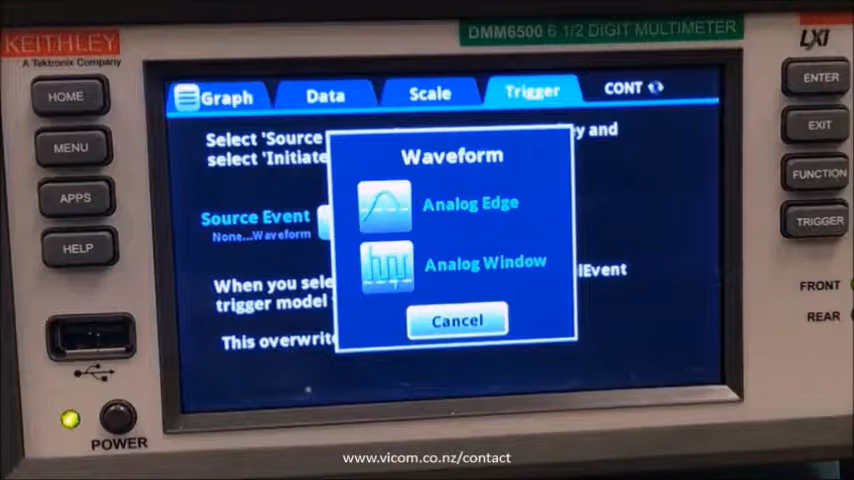 KEITHLEY
A Tektronix Company
DMM6500 6 1/2 DIGIT MULTIMETER
LXI
HOME
MENU
APPS
HELP
POWER
Graph
Data
Scale
Trigger
CONT
Select 'Source
y and
select 'Initiate
Source Event
None...Waveform
When you sele
lEvent
trigger model
This overwrit
Waveform
Analog Edge
Analog Window
Cancel
ENTER
EXIT
FUNCTION
TRIGGER
FRONT
REAR
www.vicom.co.nz/contact